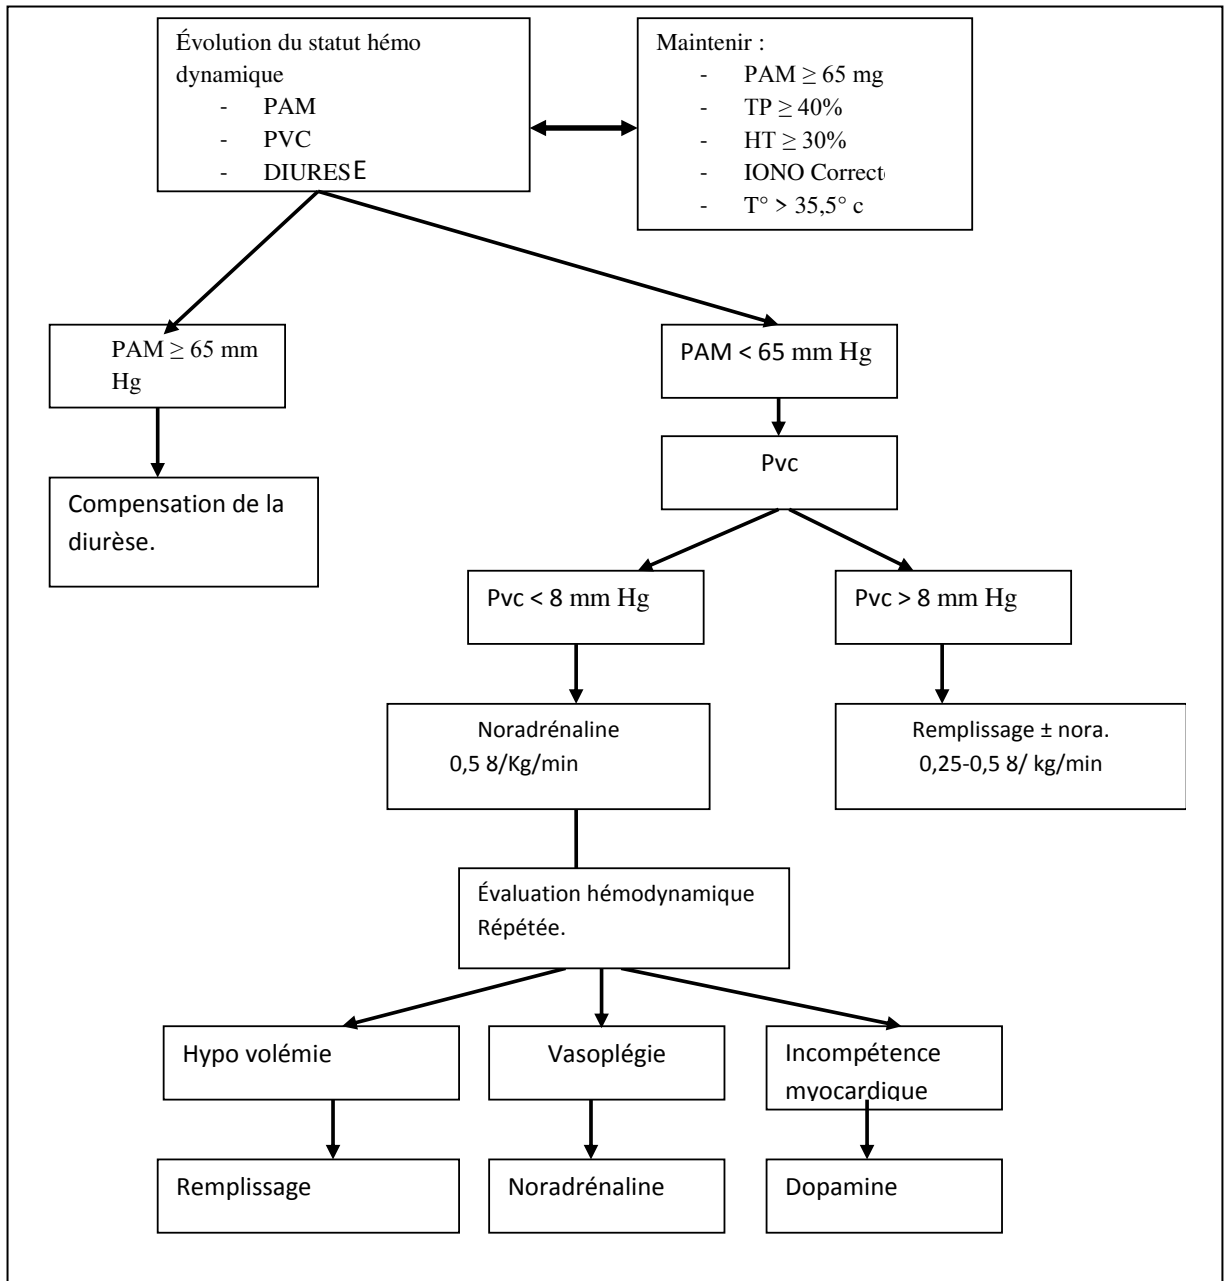 Évolution du statut hémo
dynamique
- PAM
- PVC
- DIURESE
Maintenir :
- PAM ≥ 65 mg
- TP ≥ 40%
- HT ≥ 30%
- IONO Correct
- T° > 35,5° c
PAM ≥ 65 mm
Hg
PAM < 65 mm Hg
Compensation de la
diurèse.
Pvc
Pvc < 8 mm Hg
Pvc > 8 mm Hg
Noradrénaline
0,5 ȣ/Kg/min
Remplissage ± nora.
0,25-0,5 ȣ/ kg/min
Évaluation hémodynamique
Répétée.
Hypo volémie
Vasoplégie
Incompétence
myocardique
Remplissage
Noradrénaline
Dopamine